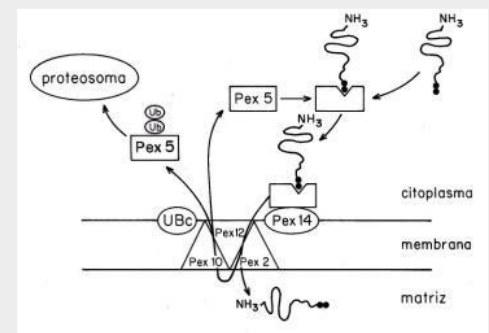 NH₃
NH₃
proteosoma
Pex 5
Ub
Ub
NH₃
Pex 5
citoplasma
UBc
Pex12
Pex 14
membrana
Pex 10
Pex 2
matriz
NH₃